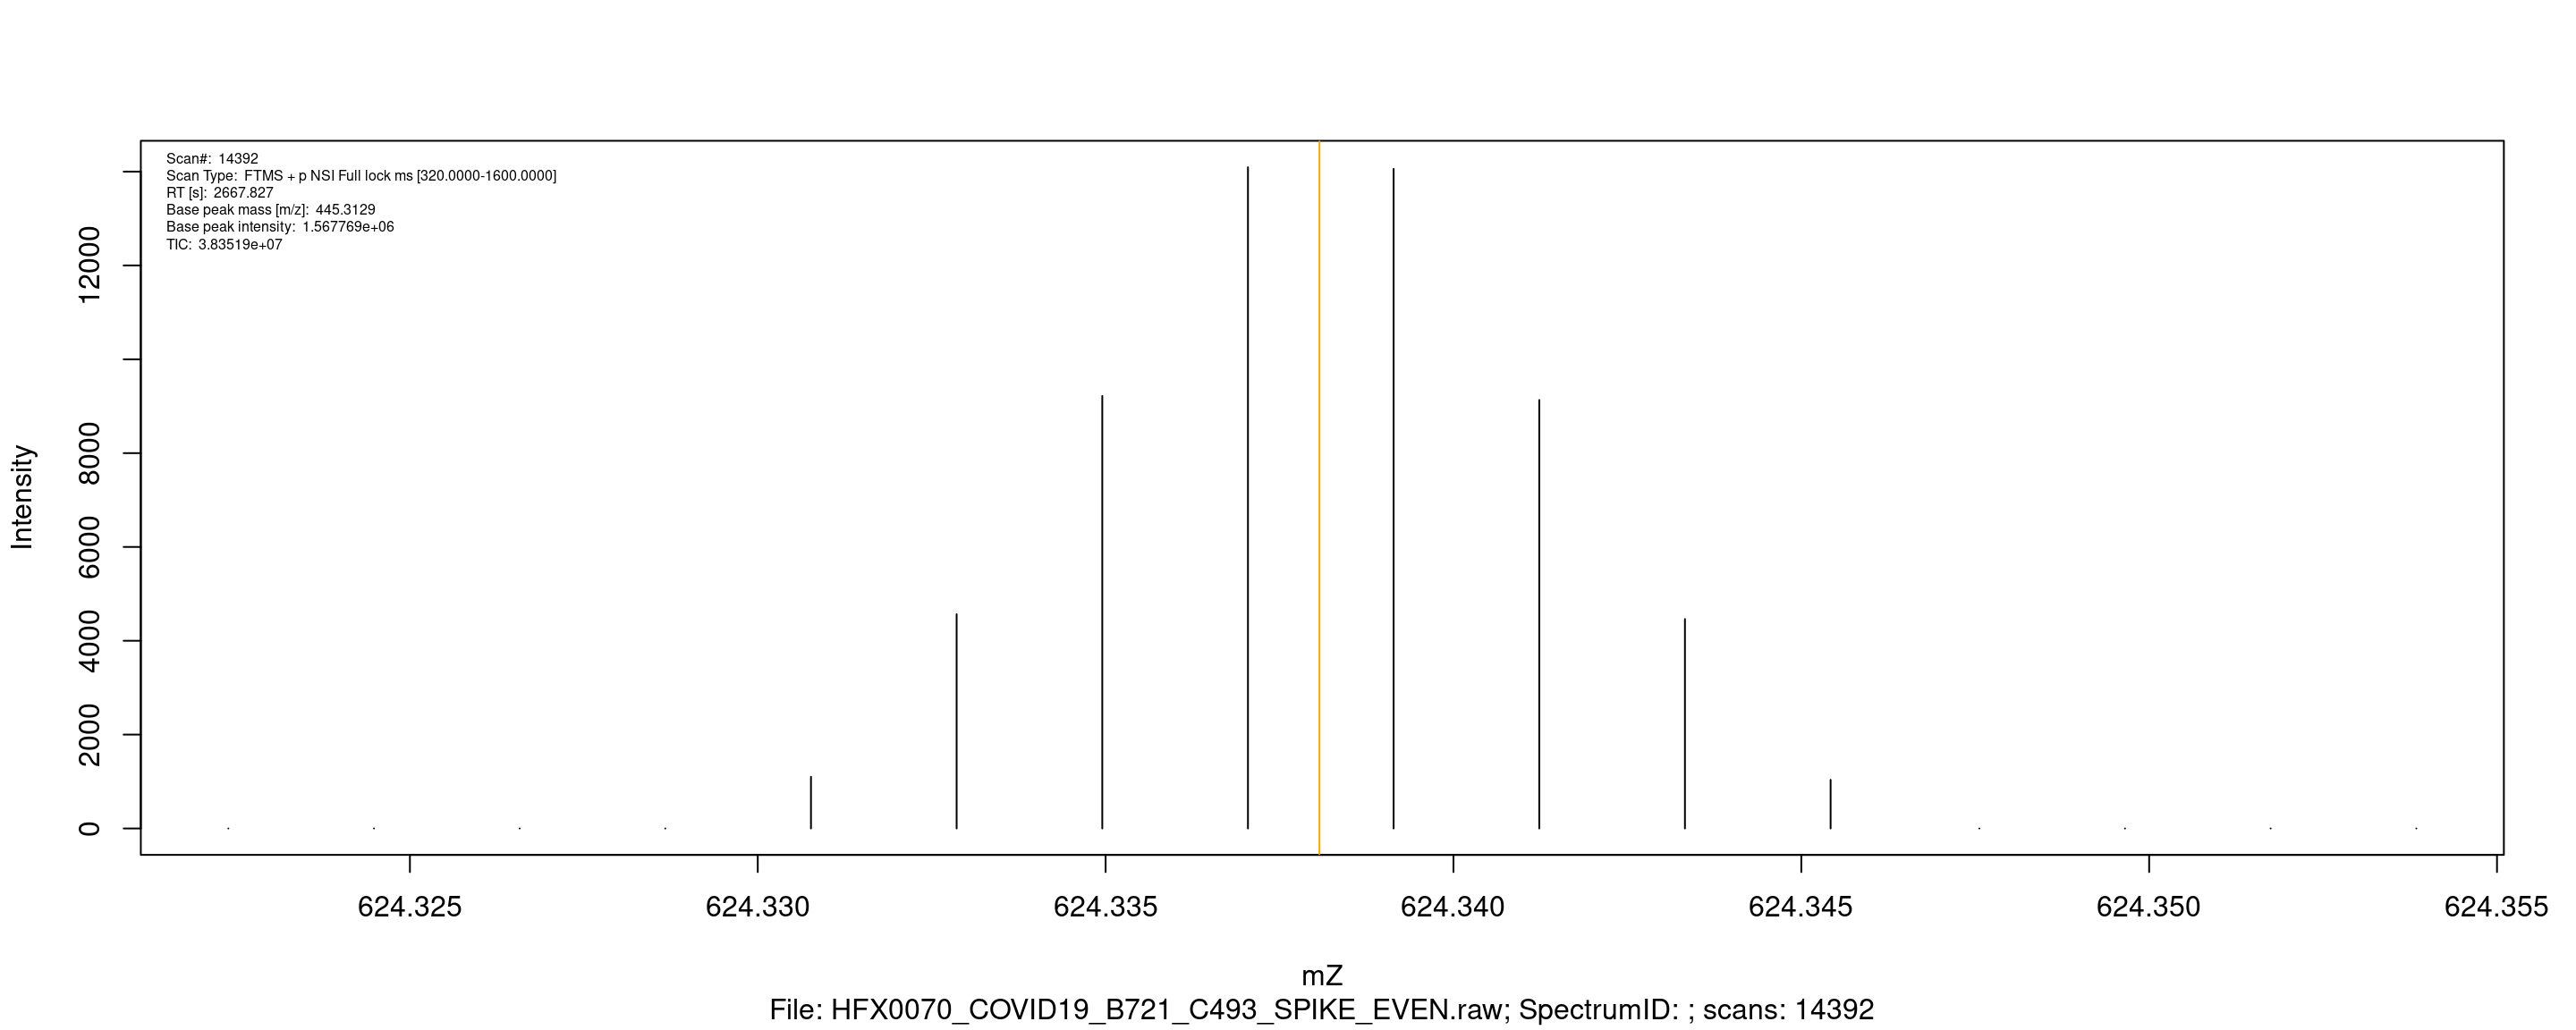 Scan#: 14392
Scan Type: FTMS + p NSI Full lock ms [320.0000-1600.0000]
RT [s]: 2667.827
Base peak mass [m/z]: 445.3129
Base peak intensity: 1.567769e+06
TIC: 3.83519e+07
Intensity
12000
8000
6000
4000
2000
0
624.325 624.330 624.335 624.340 624.345 624.350 624.355
mZ
File: HFX0070_COVID19_B721_C493_SPIKE_EVEN.raw; SpectrumID: ; scans: 14392